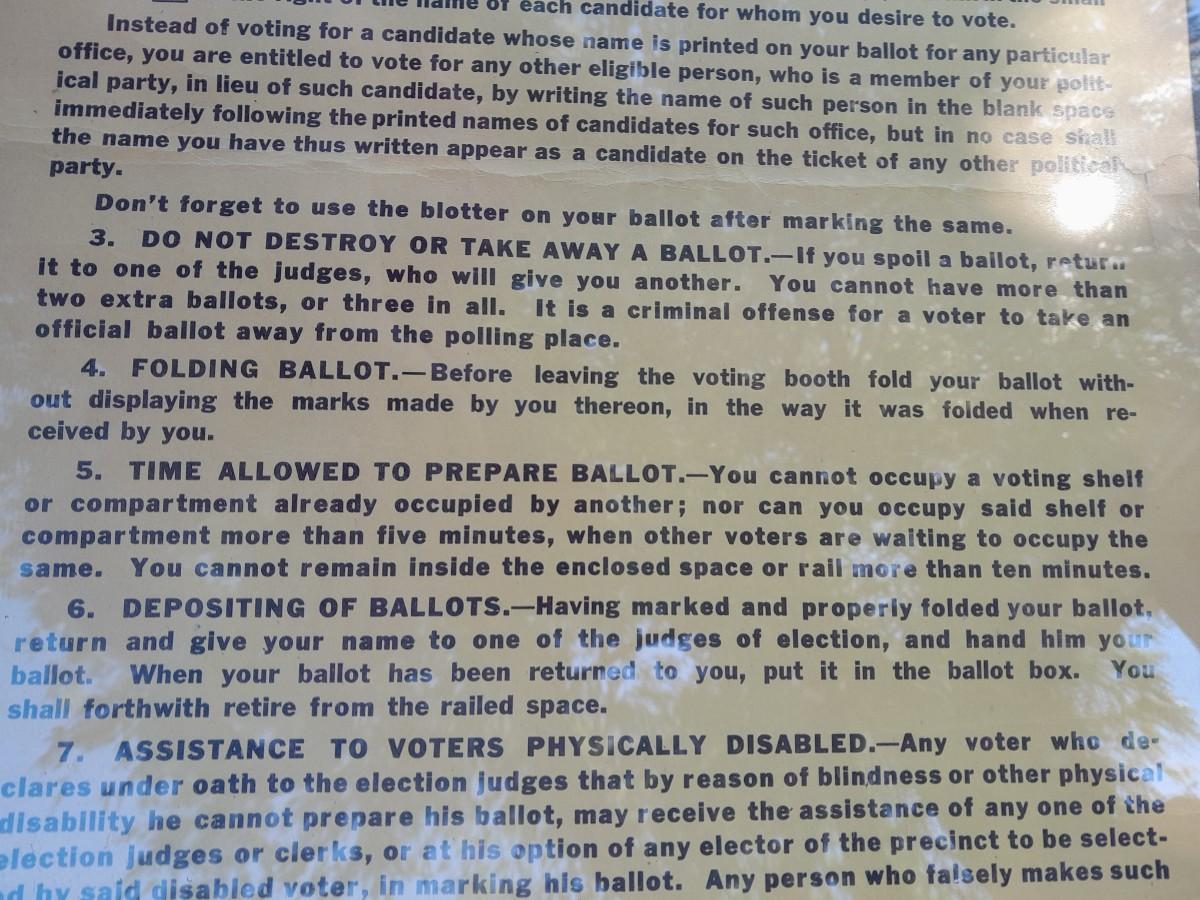 the name of each candidate for whom you desire to vote.
Instead of voting for a candidate whose name is printed on your ballot for any particular
office, you are entitled to vote for any other eligible person, who is a member of your polit-
ical party, in lieu of such candidate, by writing the name of such person in the blank space
immediately following the printed names of candidates for such office, but in no case shall
the name you have thus written appear as a candidate on the ticket of any other political
party.
Don't forget to use the blotter on your ballot after marking the same.
3. DO NOT DESTROY OR TAKE AWAY A BALLOT.—If you spoil a ballot, return
it to one of the judges, who will give you another. You cannot have more than
two extra ballots, or three in all. It is a criminal offense for a voter to take an
official ballot away from the polling place.
4. FOLDING BALLOT.—Before leaving the voting booth fold your ballot with-
out displaying the marks made by you thereon, in the way it was folded when re-
ceived by you.
5. TIME ALLOWED TO PREPARE BALLOT.—You cannot occupy a voting shelf
or compartment already occupied by another; nor can you occupy said shelf or
compartment more than five minutes, when other voters are waiting to occupy the
same. You cannot remain inside the enclosed space or rail more than ten minutes.
6. DEPOSITING OF BALLOTS.—Having marked and properly folded your ballot,
return and give your name to one of the judges of election, and hand him your
ballot. When your ballot has been returned to you, put it in the ballot box. You
shall forthwith retire from the railed space.
7. ASSISTANCE TO VOTERS PHYSICALLY DISABLED.—Any voter who de-
clares under oath to the election judges that by reason of blindness or other physical
disability he cannot prepare his ballot, may receive the assistance of any one of the
election judges or clerks, or at his option of any elector of the precinct to be select-
ed by said disabled voter, in marking his ballot. Any person who falsely makes such